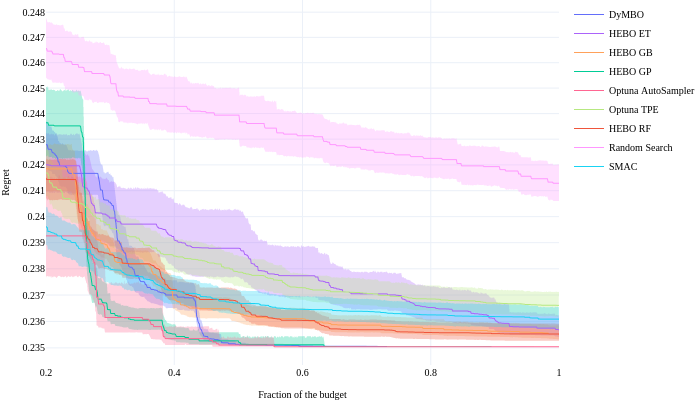 0.248
0.247
0.246
0.245
0.244
0.243
0.242
0.241
0.24
0.239
0.238
0.237
0.236
0.235
Regret
0.2
0.4
0.6
0.8
1
Fraction of the budget
DyMBO
HEBO ET
HEBO GB
HEBO GP
Optuna AutoSampler
Optuna TPE
HEBO RF
Random Search
SMAC